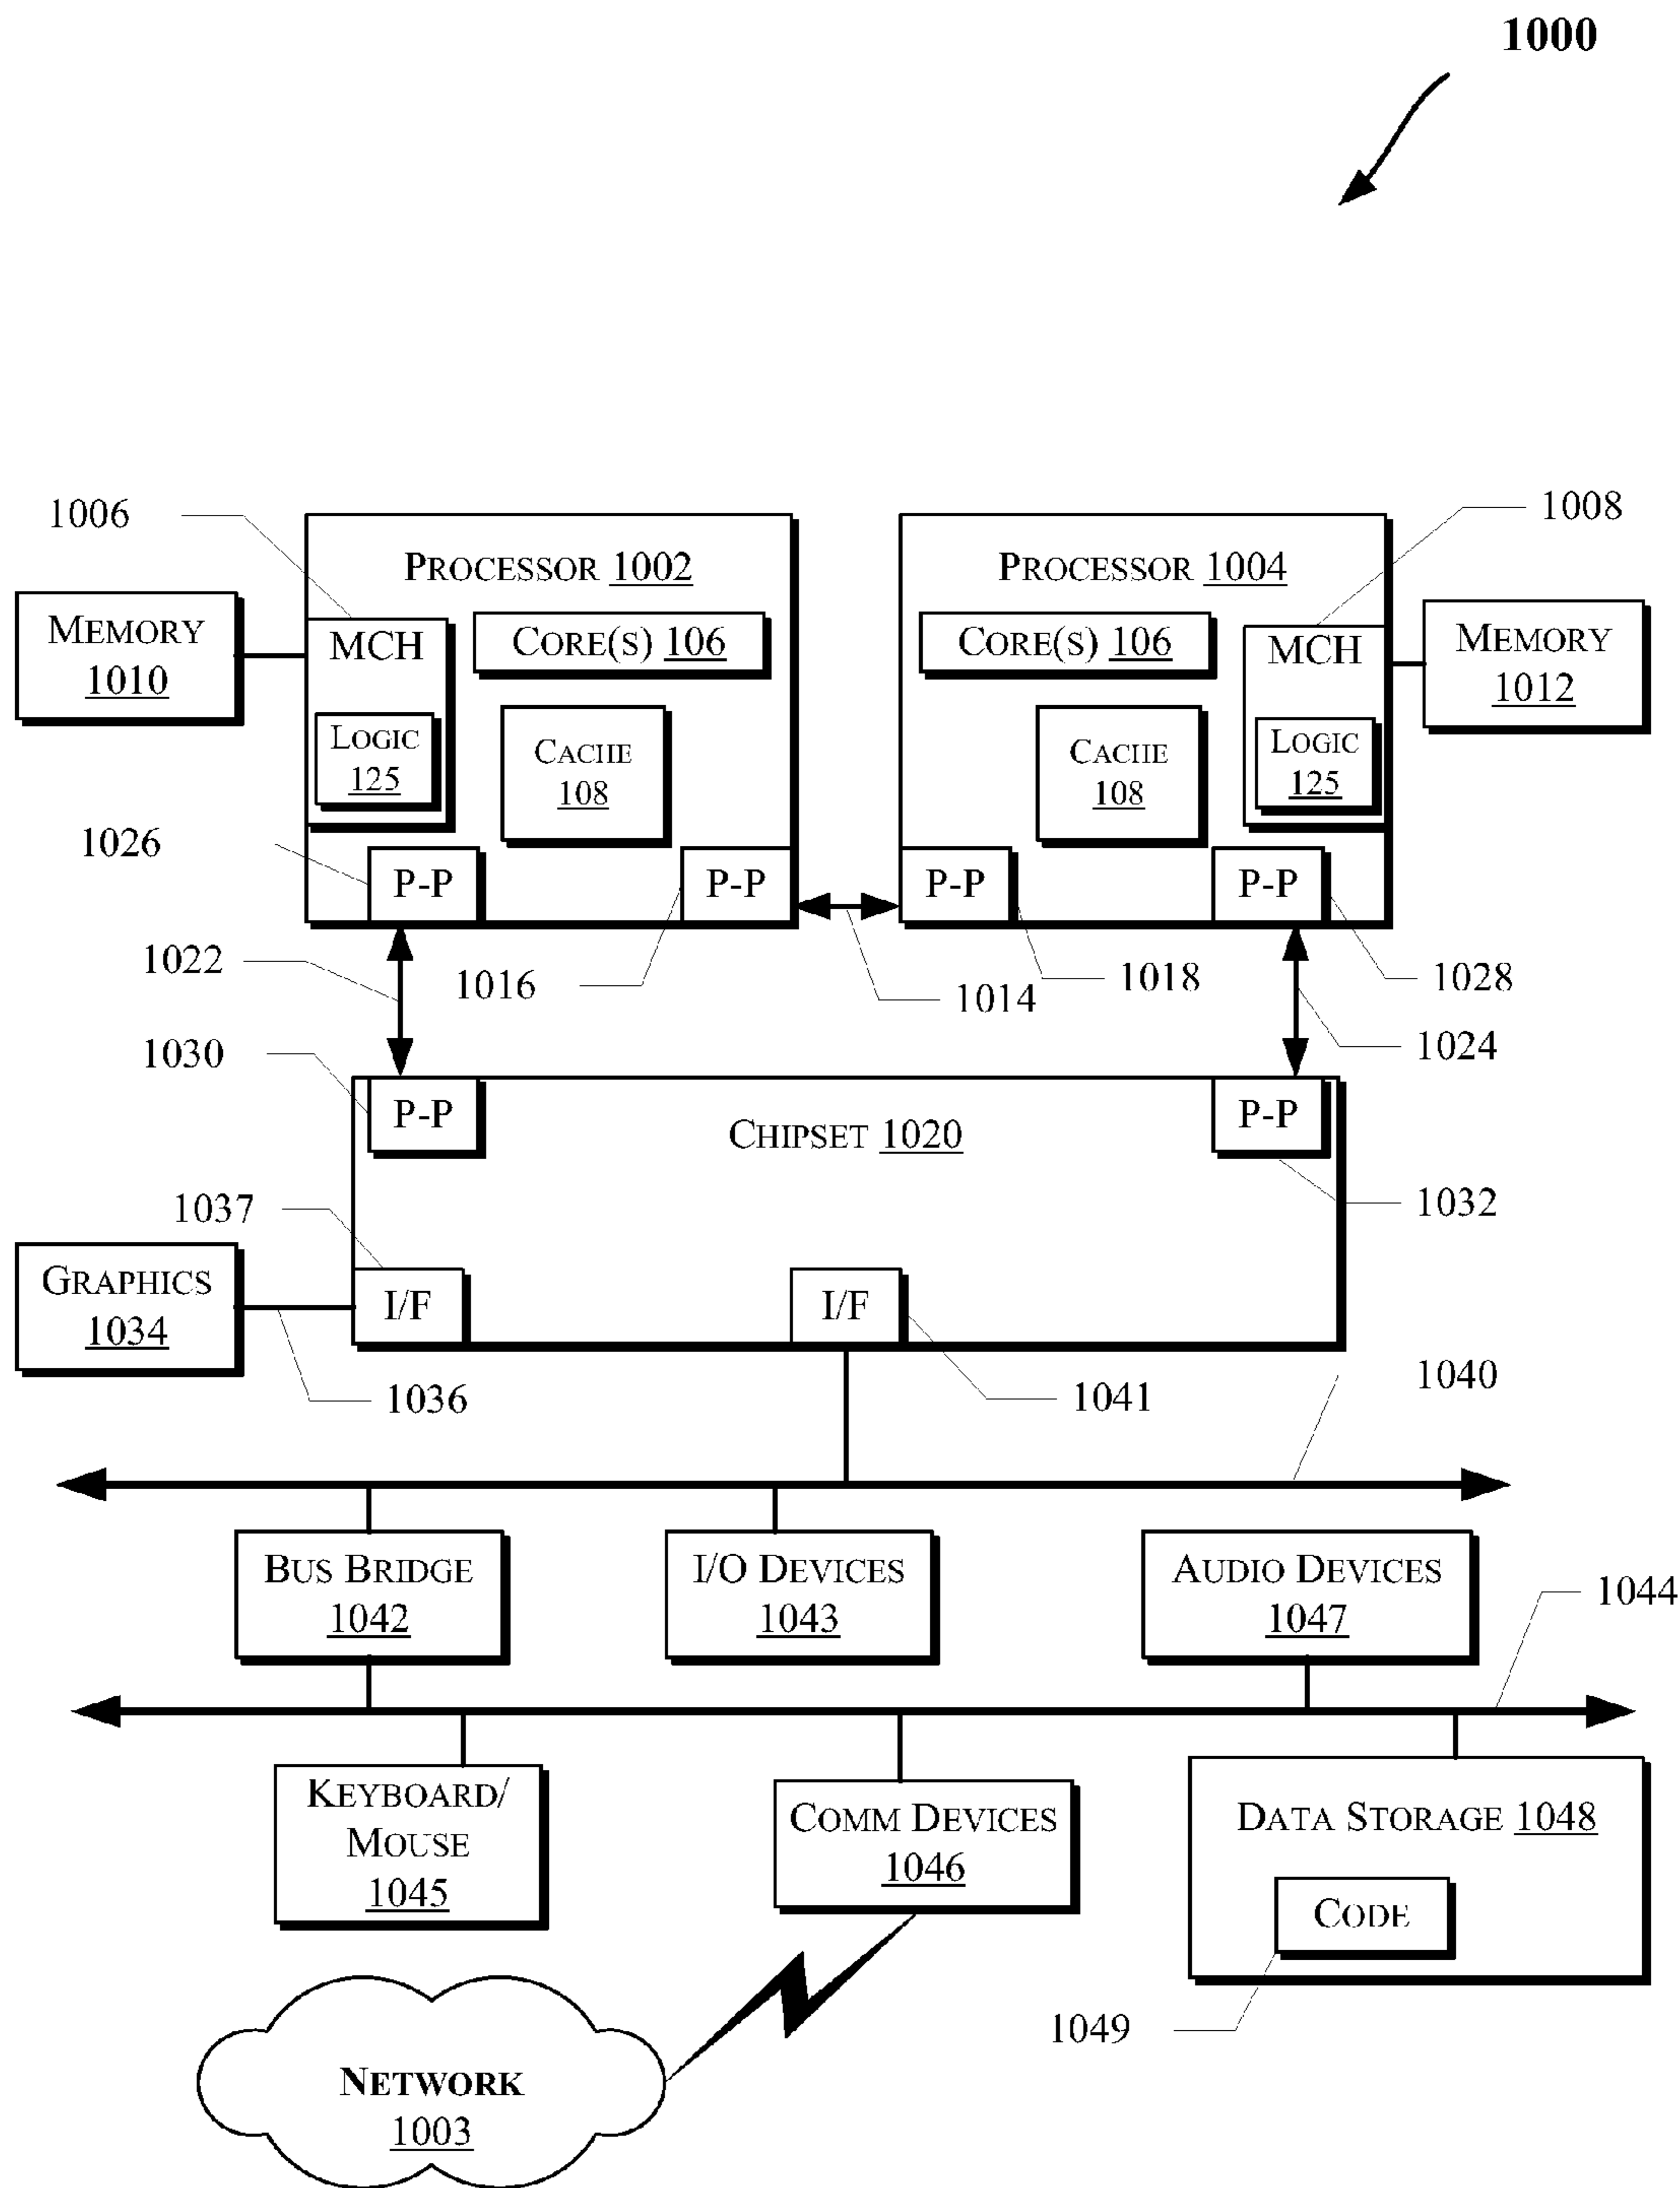 1000
1006
1008
PROCESSOR 1002
PROCESSOR 1004
MEMORY
1010
MCH
CORE(S) 106
CORE(S) 106
MCH
MEMORY
1012
LOGIC
125
CACHE
108
CACHE
108
LOGIC
125
1026
P-P
P-P
P-P
P-P
1022
1016
1014
1018
1028
1030
1024
P-P
CHIPSET 1020
P-P
1037
1032
GRAPHICS
1034
I/F
I/F
1036
1041
1040
BUS BRIDGE
1042
I/O DEVICES
1043
AUDIO DEVICES
1047
1044
KEYBOARD/
MOUSE
1045
COMM DEVICES
1046
DATA STORAGE 1048
CODE
1049
NETWORK
1003